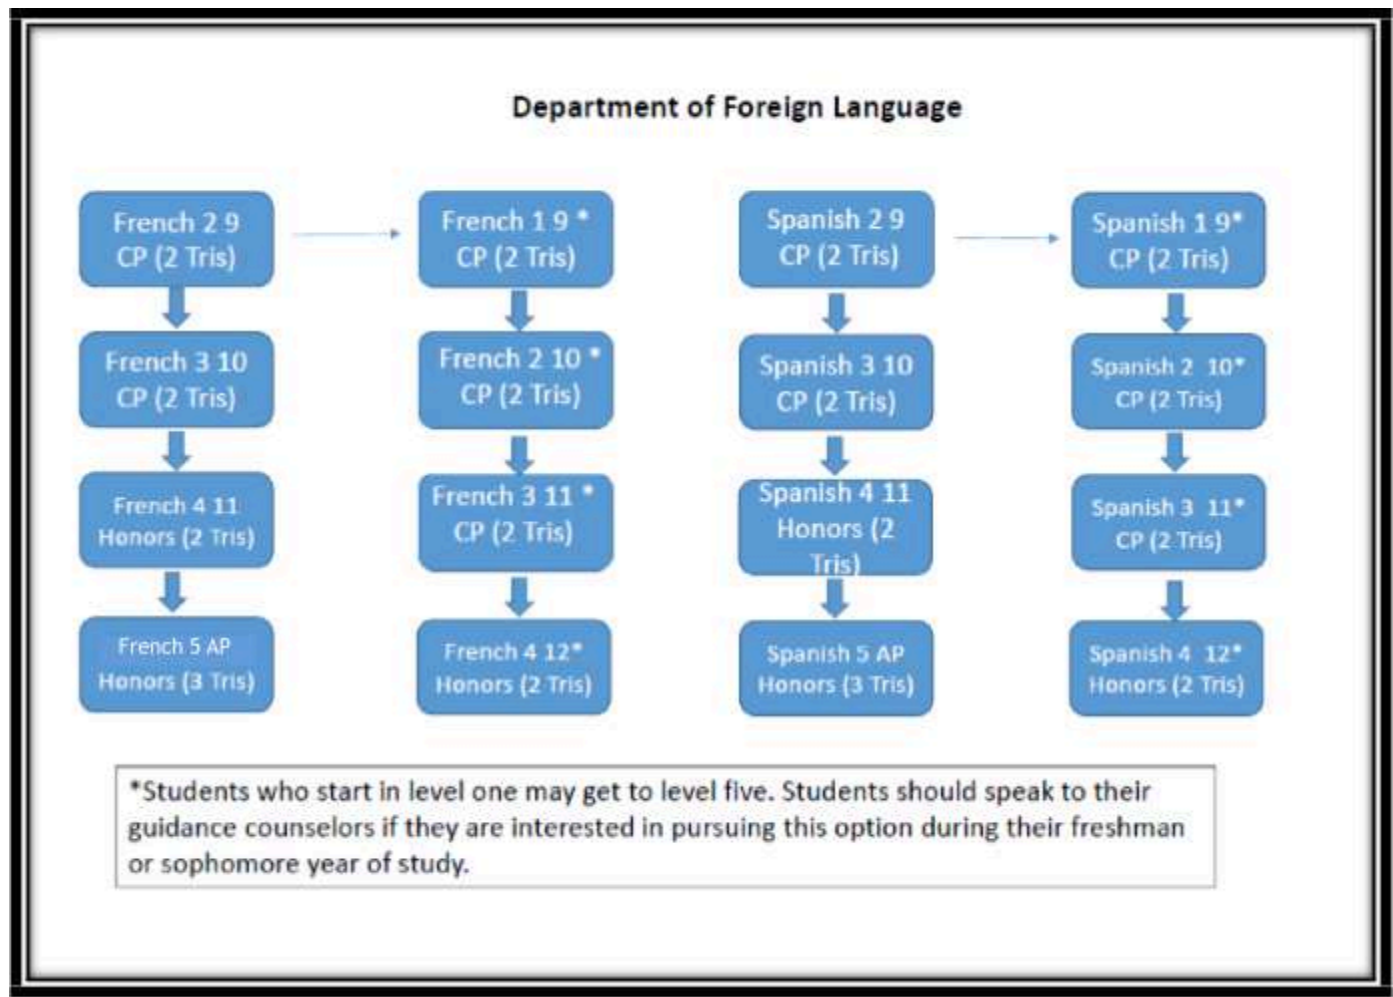 Department of Foreign Language
French 2 9
CP (2 Tris)
French 3 10
CP (2 Tris)
French 4 11
Honors (2 Tris)
French 5 AP
Honors (3 Tris)
French 1 9 *
CP (2 Tris)
French 2 10 *
CP (2 Tris)
French 3 11 *
CP (2 Tris)
French 4 12*
Honors (2 Tris)
Spanish 2 9
CP (2 Tris)
Spanish 3 10
CP (2 Tris)
Spanish 4 11
Honors (2
Tris)
Spanish 5 AP
Honors (3 Tris)
Spanish 1 9*
CP (2 Tris)
Spanish 2 10*
CP (2 Tris)
Spanish 3 11*
CP (2 Tris)
Spanish 4 12*
Honors (2 Tris)
*Students who start in level one may get to level five. Students should speak to their
guidance counselors if they are interested in pursuing this option during their freshman
or sophomore year of study.